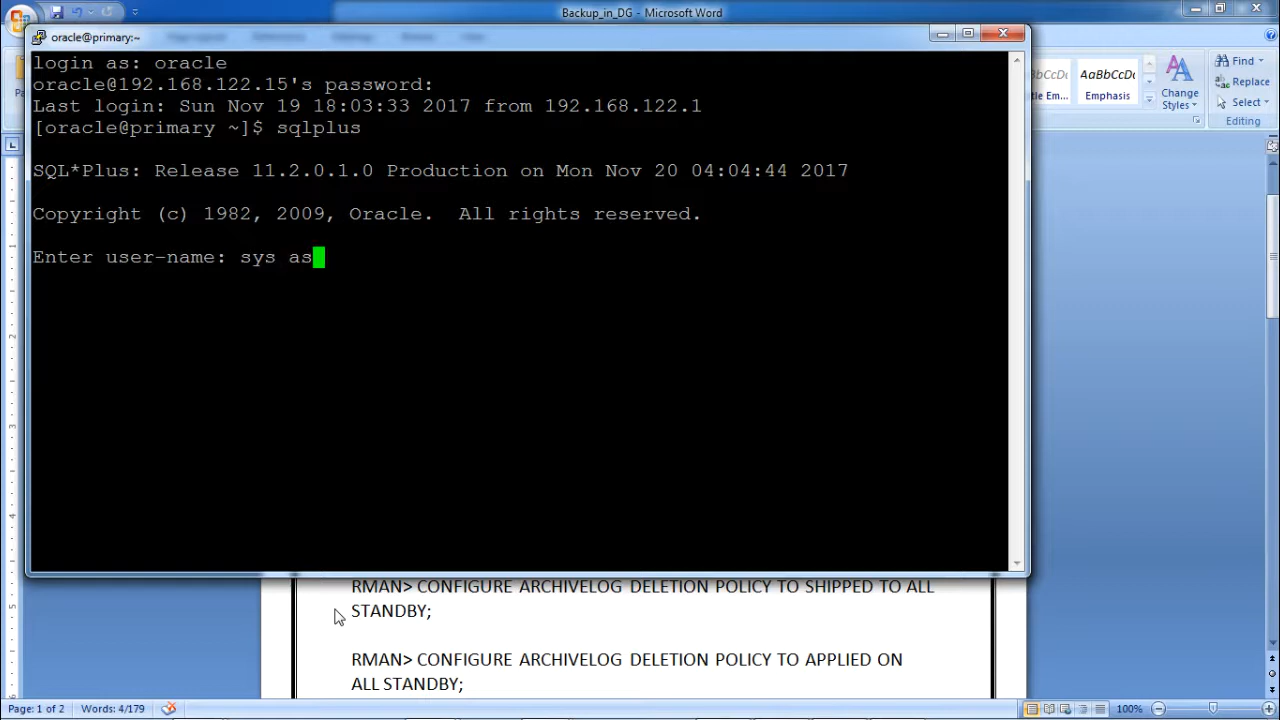 Backup_in_DG - Microsoft Word
oracle@primary:~
login as: oracle
oracle@192.168.122.15's password:
Last login: Sun Nov 19 18:03:33 2017 from 192.168.122.1
[oracle@primary ~]$ sqlplus
SQL*Plus: Release 11.2.0.1.0 Production on Mon Nov 20 04:04:44 2017
Copyright (c) 1982, 2009, Oracle.  All rights reserved.
Enter user-name: sys as
Find
Replace
Select
Editing
AaBbCcDc
AaBbCcDc
Emphasis
Change
Styles
RMAN> CONFIGURE ARCHIVELOG DELETION POLICY TO SHIPPED TO ALL
STANDBY;
RMAN> CONFIGURE ARCHIVELOG DELETION POLICY TO APPLIED ON
ALL STANDBY;
Page: 1 of 2
Words: 4/179
100%